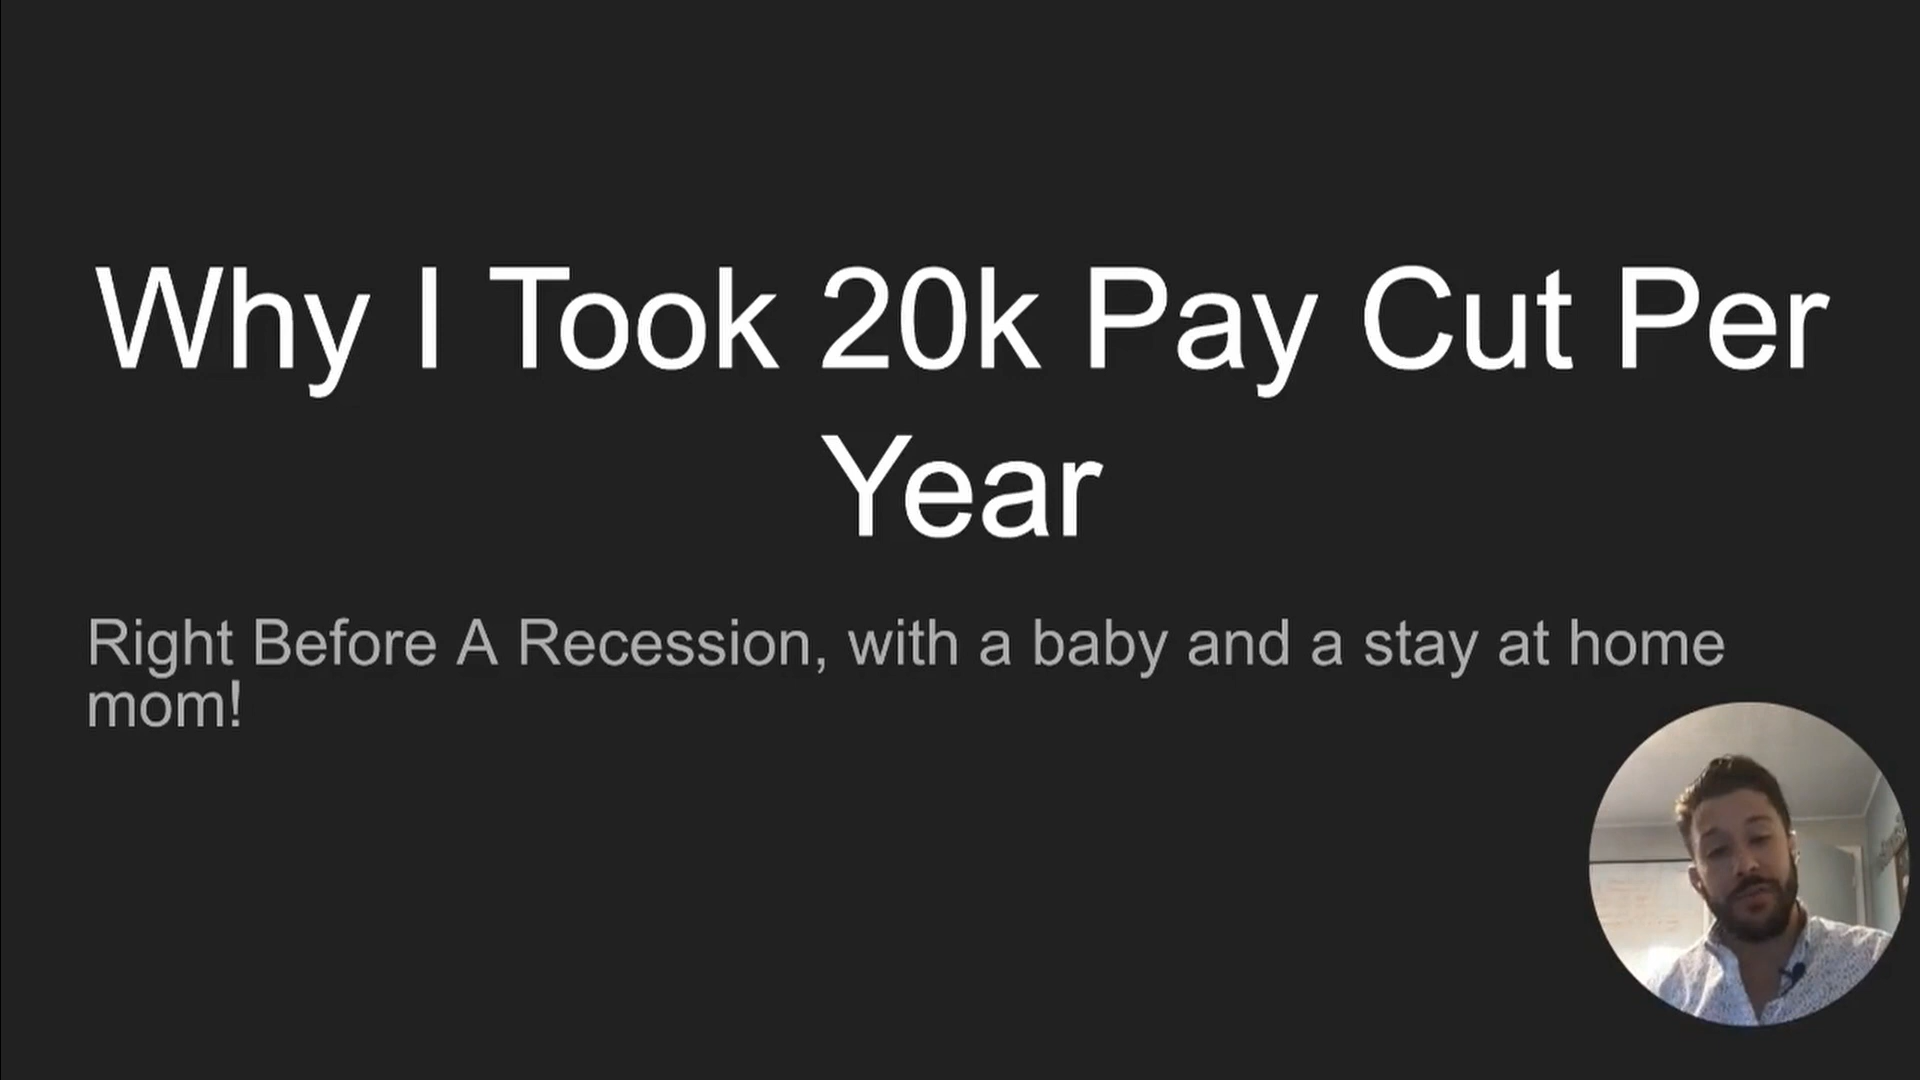 Why I Took 20k Pay Cut Per
Year
Right Before A Recession, with a baby and a stay at home
mom!